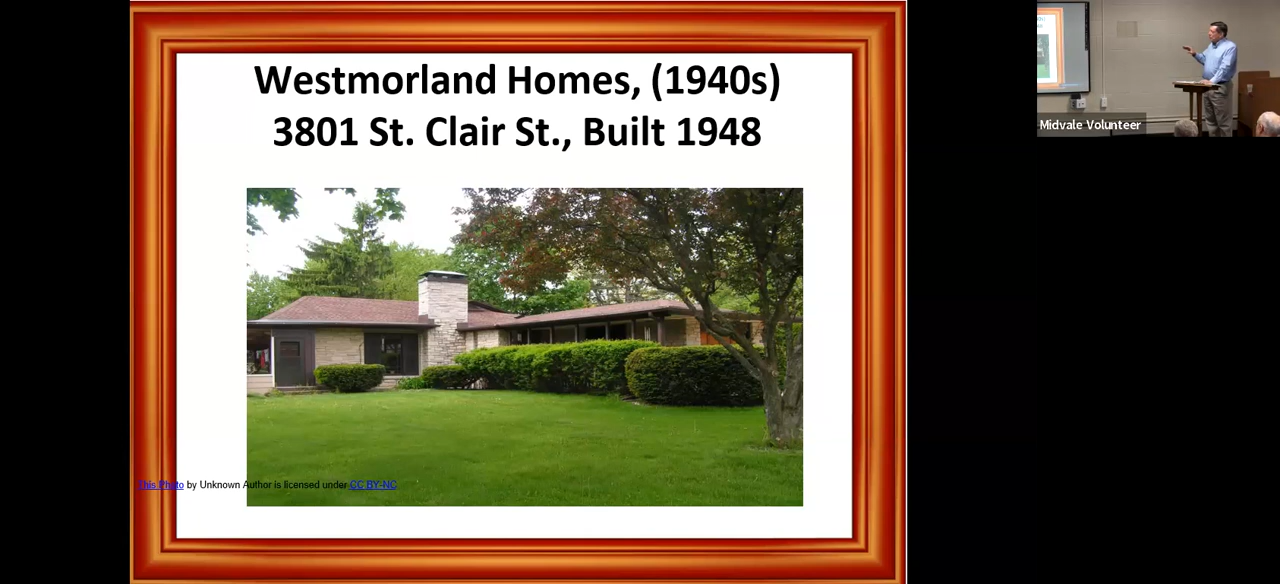 Westmorland Homes, (1940s)
3801 St. Clair St., Built 1948
This Photo by Unknown Author is licensed under CC BY-NC
Midvale Volunteer